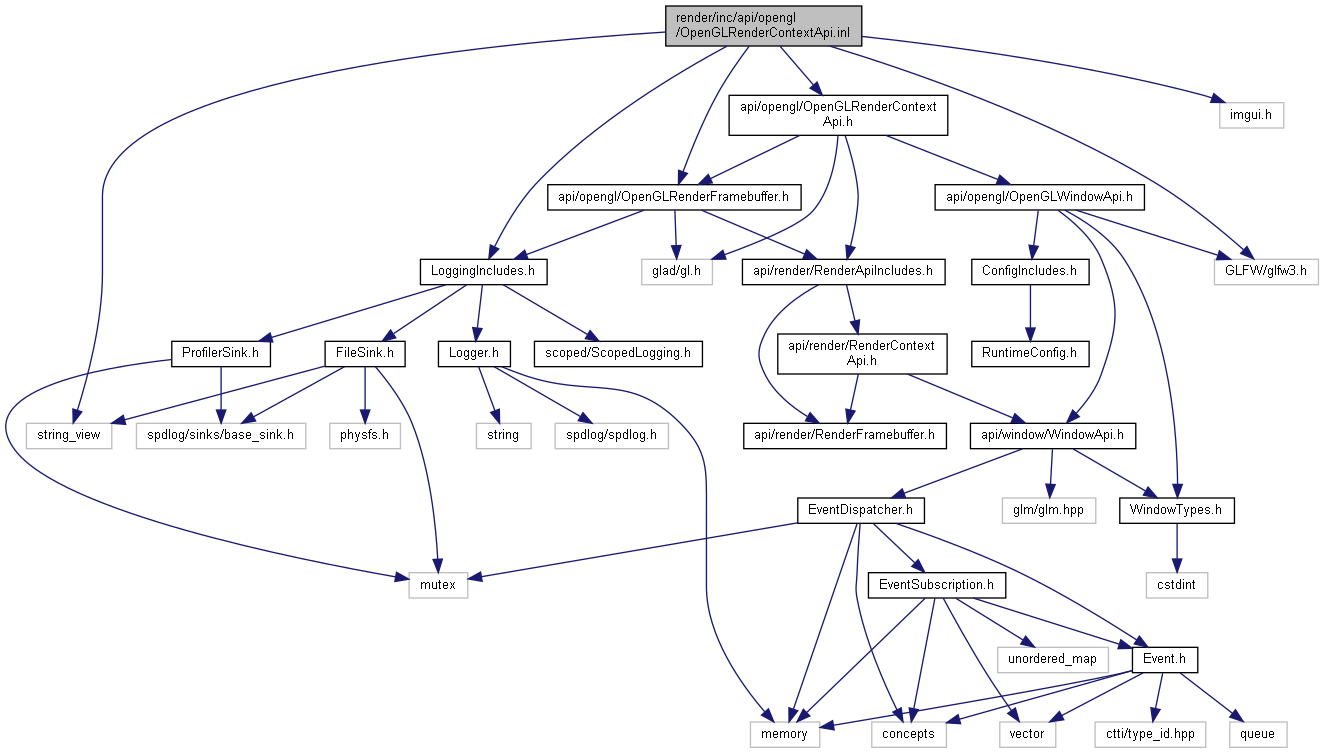 render/inc/api/opengl
/OpenGLRenderContextApi.inl
api/opengl/OpenGLRenderContext
Api.h
imgui.h
api/opengl/OpenGLRenderFramebuffer.h
api/opengl/OpenGLWindowApi.h
LoggingIncludes.h
glad/gl.h
api/render/RenderApiIncludes.h
ConfigIncludes.h
GLFW/glfw3.h
ProfilerSink.h
FileSink.h
Logger.h
scoped/ScopedLogging.h
api/render/RenderContext
Api.h
RuntimeConfig.h
string_view
spdlog/sinks/base_sink.h
physfs.h
string
spdlog/spdlog.h
api/render/RenderFramebuffer.h
api/window/WindowApi.h
EventDispatcher.h
glm/glm.hpp
WindowTypes.h
mutex
EventSubscription.h
cstdint
unordered_map
Event.h
memory
concepts
vector
ctti/type_id.hpp
queue